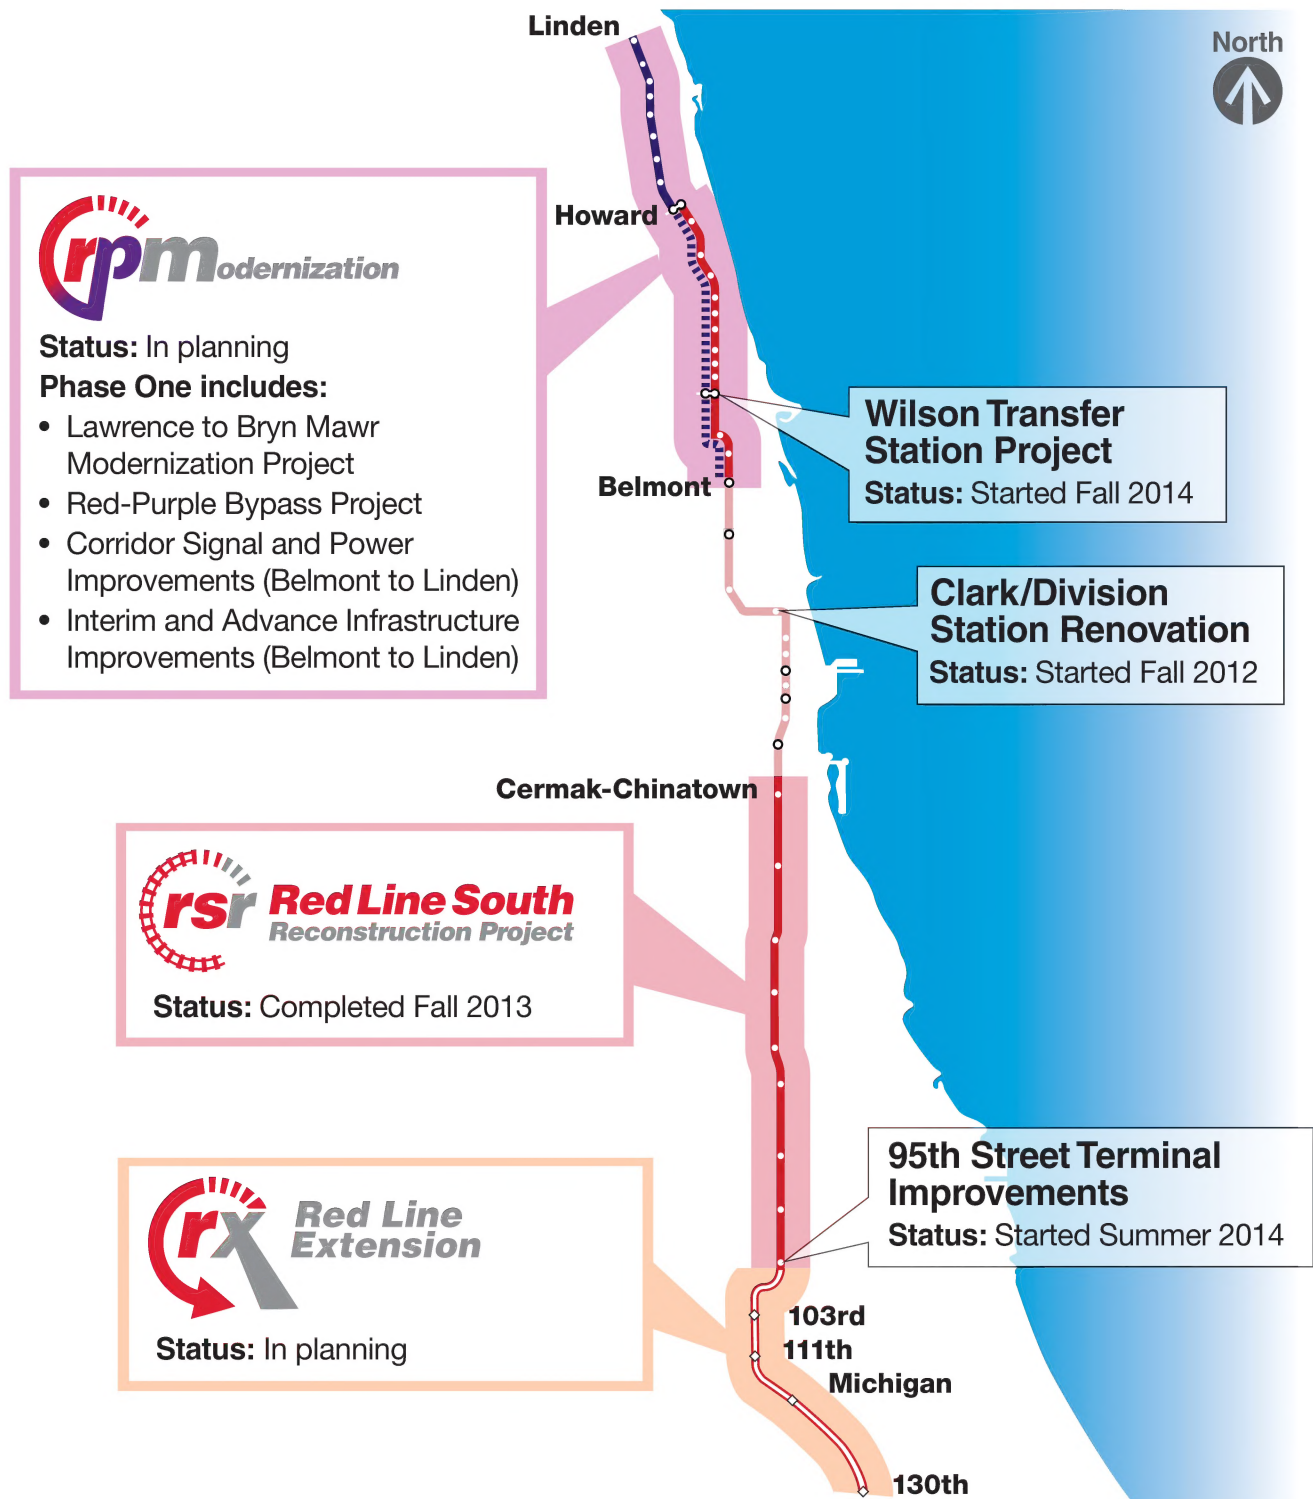 Linden
North
Howard
rpmodernization
Status: In planning
Phase One includes:
• Lawrence to Bryn Mawr
Modernization Project
• Red-Purple Bypass Project
• Corridor Signal and Power
Improvements (Belmont to Linden)
• Interim and Advance Infrastructure
Improvements (Belmont to Linden)
Wilson Transfer
Station Project
Status: Started Fall 2014
Belmont
Clark/Division
Station Renovation
Status: Started Fall 2012
Cermak-Chinatown
rsr Red Line South
Reconstruction Project
Status: Completed Fall 2013
95th Street Terminal
Improvements
Status: Started Summer 2014
rx Red Line
Extension
Status: In planning
103rd
111th
Michigan
130th